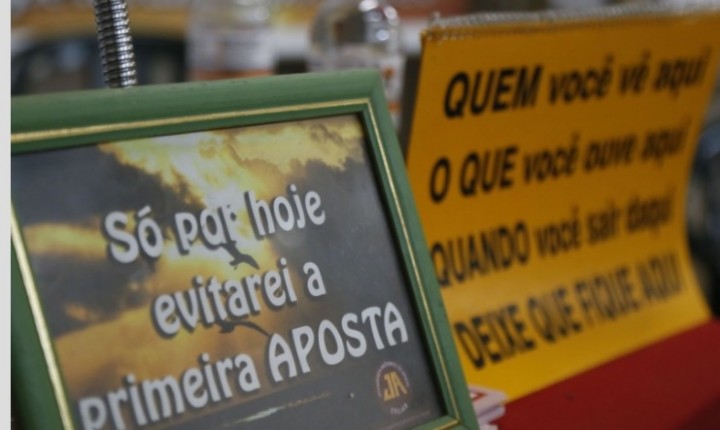 Só por hoje
evitarei a
primeira APOSTA
JA
QUEM você vê aqui
O QUE você ouve aqui
QUANDO você sair daqui
DEIXE QUE FIQUE AQUI